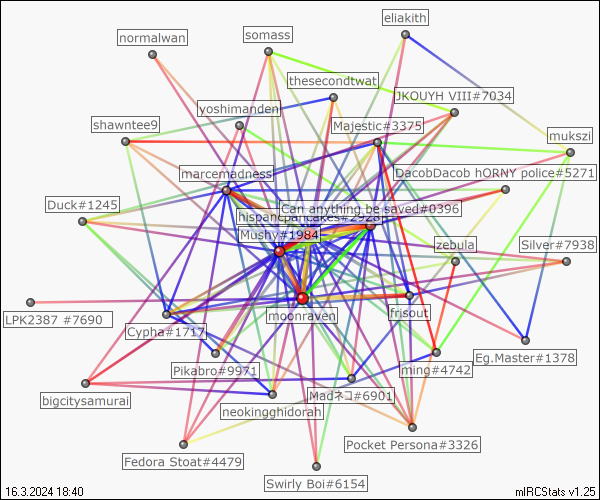 eliakith
normalwan
somass
thesecondtwat
JKOUYH VIII#7034
yoshimandeni
shawntee9
Majestic#3375
mukszi
marcemadness
DacobDacob hORNY police#5271
Duck#1245
Can anything be saved#0396
hispancpancakes#2928
Mushy#1984
zebula
Silver#7938
LPK2387 #7690
moonraven
frisout
Cypha#1717
Eg.Master#1378
Pikabro#9971
ming#4742
bigcitysamurai
Madネコ#6901
neokingghidorah
Pocket Persona#3326
Fedora Stoat#4479
Swirly Boi#6154
16.3.2024 18:40
mIRCStats v1.25